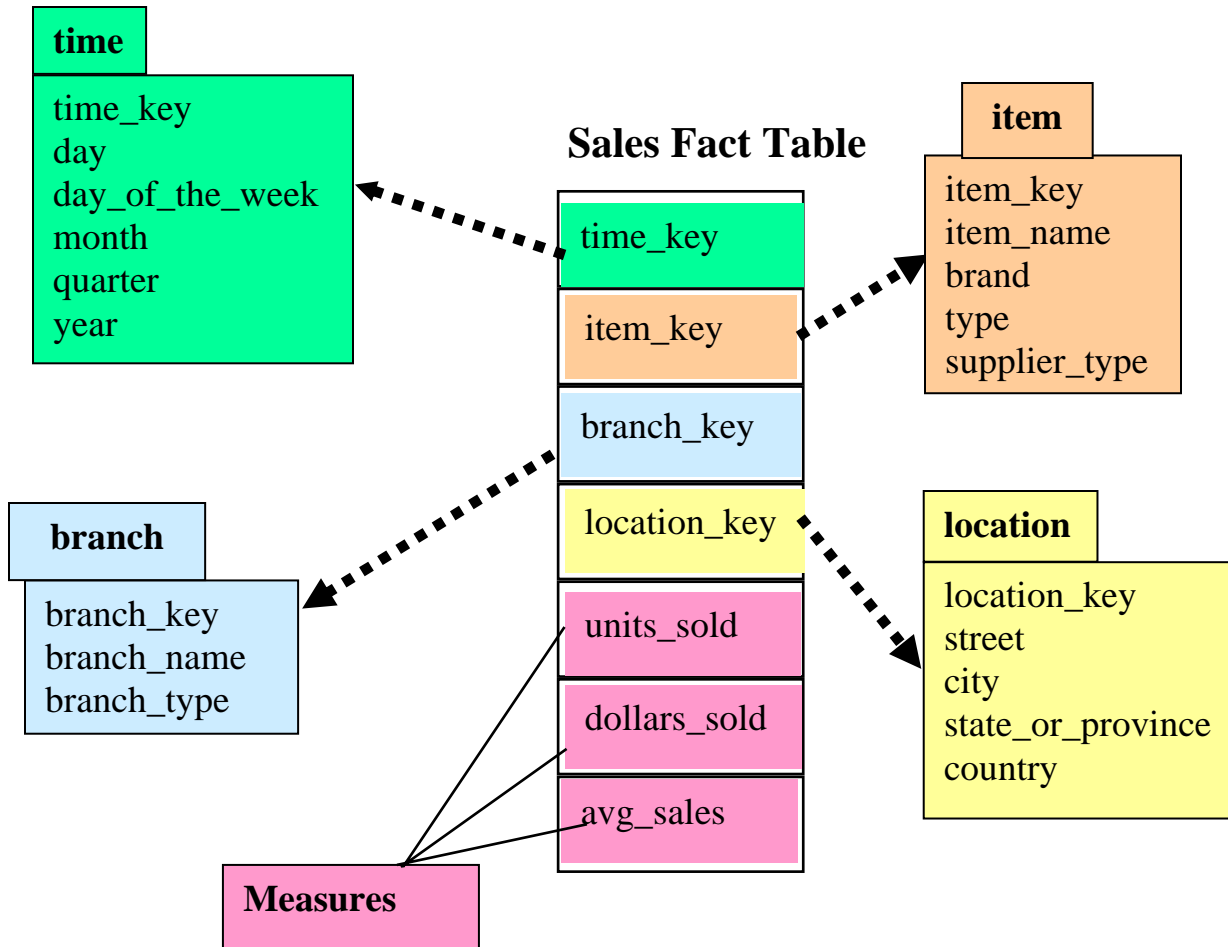 time
time_key
day
day_of_the_week
month
quarter
year
Sales Fact Table
time_key
item_key
branch_key
location_key
units_sold
dollars_sold
avg_sales
item
item_key
item_name
brand
type
supplier_type
branch
branch_key
branch_name
branch_type
location
location_key
street
city
state_or_province
country
Measures